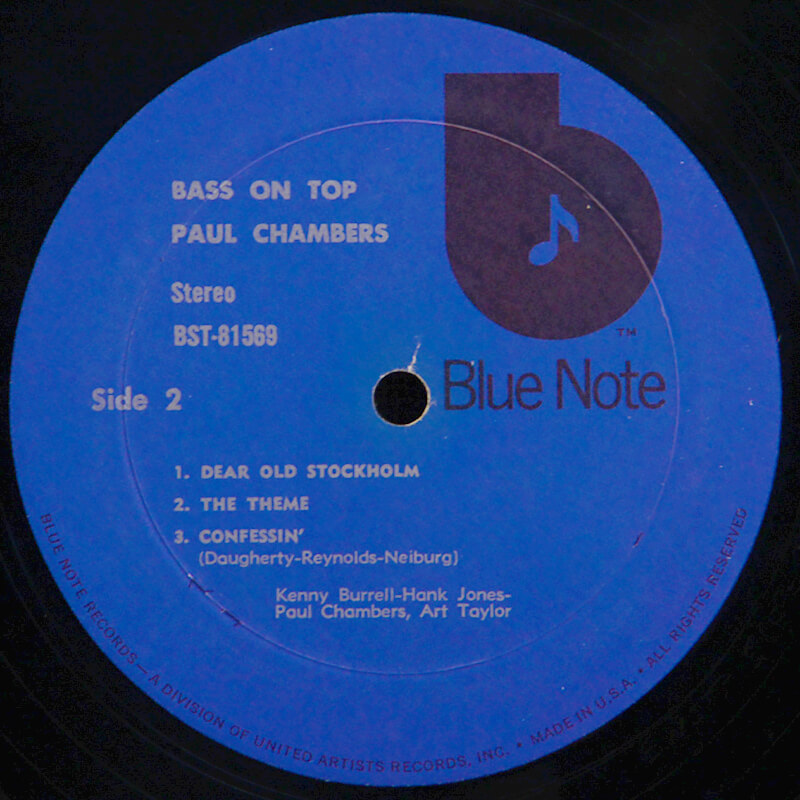 BASS ON TOP
PAUL CHAMBERS
Stereo
BST-81569
TM
Blue Note
Side 2
1. DEAR OLD STOCKHOLM
2. THE THEME
3. CONFESSIN'
(Daugherty-Reynolds-Neiburg)
Kenny Burrell-Hank Jones-
Paul Chambers, Art Taylor
BLUE NOTE RECORDS — A DIVISION OF UNITED ARTISTS RECORDS, INC. • MADE IN U.S.A. • ALL RIGHTS RESERVED